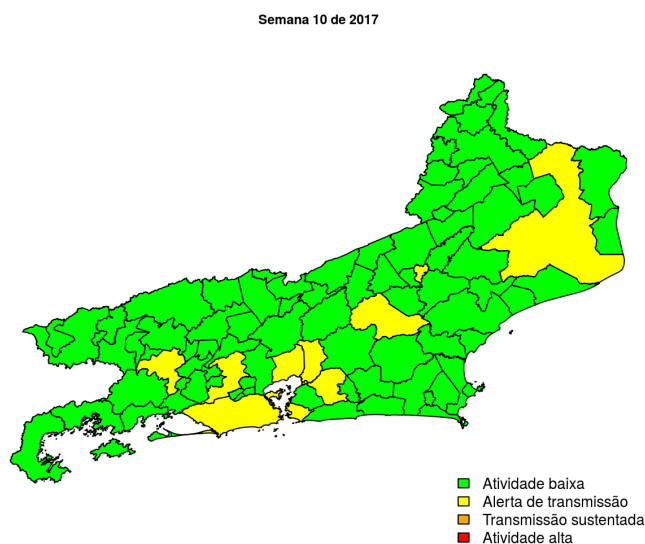 Semana 10 de 2017
Atividade baixa
Alerta de transmissão
Transmissão sustentada
Atividade alta